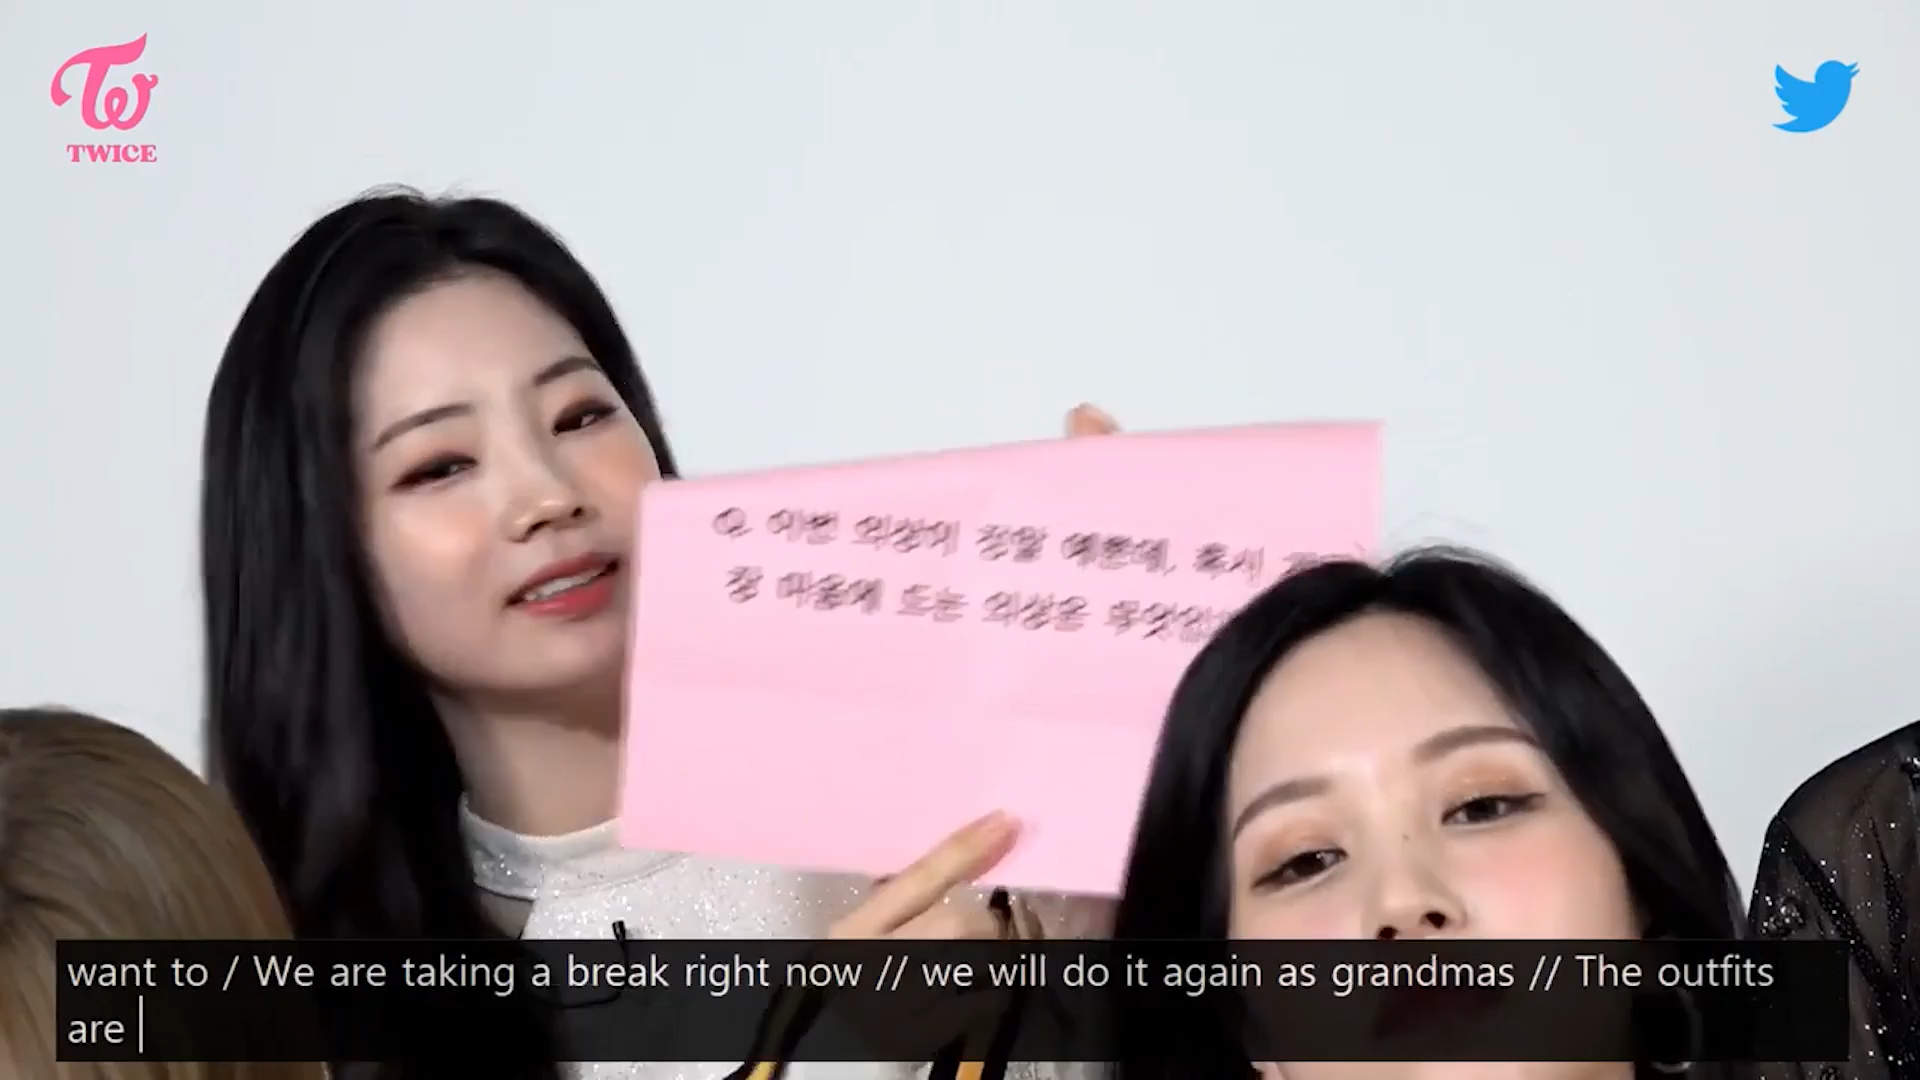 TWICE
Q. 이번 의상이 정말 예쁜데, 혹시
장 마음에 드는 의상은
want to / We are taking a break right now // we will do it again as grandmas // The outfits
are